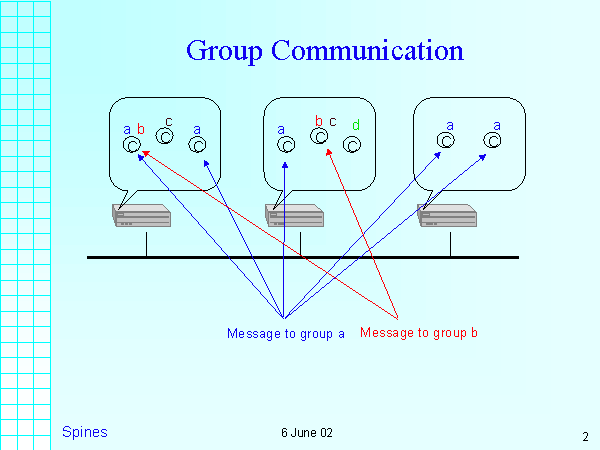 Group Communication
a b c a
C C C
a b c d
C C C
a a
C C
Message to group a Message to group b
Spines 6 June 02 2